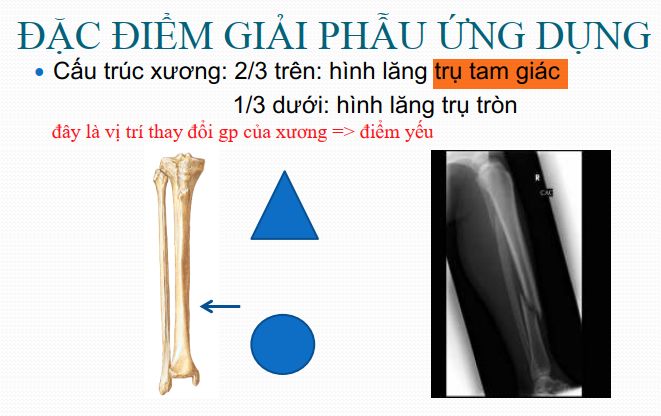 ĐẶC ĐIỂM GIẢI PHẪU ỨNG DỤNG
• Cấu trúc xương: 2/3 trên: hình lăng trụ tam giác
1/3 dưới: hình lăng trụ tròn
đây là vị trí thay đổi gp của xương => điểm yếu
R
CAO